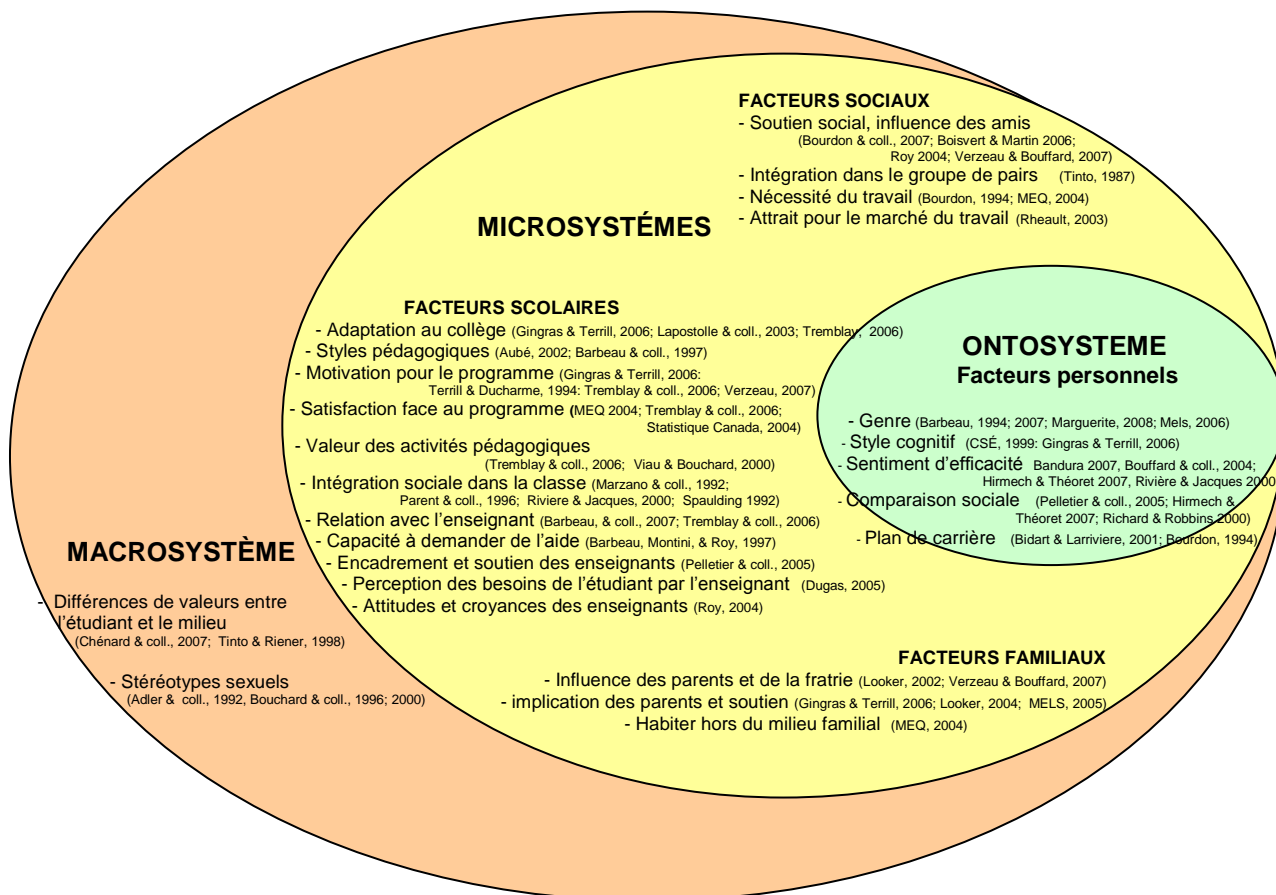 FACTEURS SOCIAUX
- Soutien social, influence des amis
(Bourdon & coll., 2007; Boisvert & Martin 2006;
Roy 2004; Verzeau & Bouffard, 2007)
- Intégration dans le groupe de pairs (Tinto, 1987)
- Nécessité du travail (Bourdon, 1994; MEQ, 2004)
- Attrait pour le marché du travail (Rheault, 2003)
MICROSYSTÉMES
FACTEURS SCOLAIRES
- Adaptation au collège (Gingras & Terrill, 2006; Lapostolle & coll., 2003; Tremblay, 2006)
- Styles pédagogiques (Aubé, 2002; Barbeau & coll., 1997)
- Motivation pour le programme (Gingras & Terrill, 2006:
Terrill & Ducharme, 1994: Tremblay & coll., 2006; Verzeau, 2007)
- Satisfaction face au programme (MEQ 2004; Tremblay & coll., 2006;
Statistique Canada, 2004)
- Valeur des activités pédagogiques
(Tremblay & coll., 2006; Viau & Bouchard, 2000)
- Intégration sociale dans la classe (Marzano & coll., 1992;
Parent & coll., 1996; Riviere & Jacques, 2000; Spaulding 1992)
- Relation avec l'enseignant (Barbeau, & coll., 2007; Tremblay & coll., 2006)
- Capacité à demander de l'aide (Barbeau, Montini, & Roy, 1997)
- Encadrement et soutien des enseignants (Pelletier & coll., 2005)
- Perception des besoins de l'étudiant par l'enseignant (Dugas, 2005)
- Attitudes et croyances des enseignants (Roy, 2004)
ONTOSYSTEME
Facteurs personnels
- Genre (Barbeau, 1994; 2007; Marguerite, 2008; Mels, 2006)
- Style cognitif (CSÉ, 1999: Gingras & Terrill, 2006)
- Sentiment d'efficacité Bandura 2007, Bouffard & coll., 2004;
Hirmech & Théoret 2007, Rivière & Jacques 2000
- Comparaison sociale (Pelletier & coll., 2005; Hirmech &
Théoret 2007; Richard & Robbins 2000)
- Plan de carrière (Bidart & Larriviere, 2001; Bourdon, 1994)
MACROSYSTÈME
- Différences de valeurs entre
l'étudiant et le milieu
(Chénard & coll., 2007; Tinto & Riener, 1998)
- Stéréotypes sexuels
(Adler & coll., 1992, Bouchard & coll., 1996; 2000)
FACTEURS FAMILIAUX
- Influence des parents et de la fratrie (Looker, 2002; Verzeau & Bouffard, 2007)
- implication des parents et soutien (Gingras & Terrill, 2006; Looker, 2004; MELS, 2005)
- Habiter hors du milieu familial (MEQ, 2004)